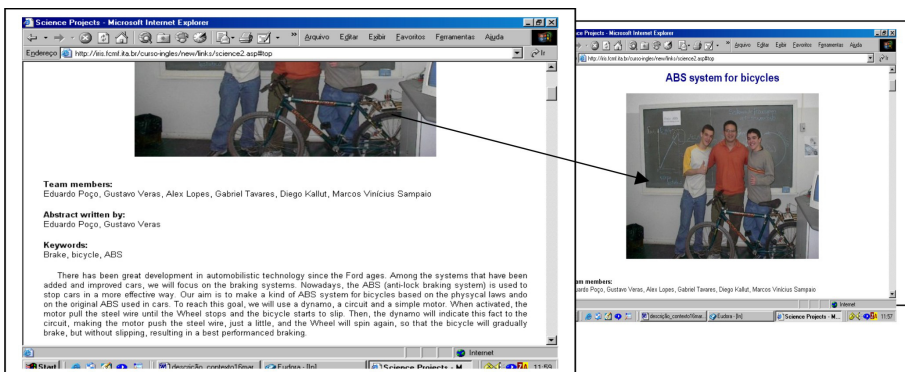 Science Projects - Microsoft Internet Explorer
Arquivo Editar Exibir Favoritos Ferramentas Ajuda
Endereço http://iris.fcmf.ita.br/curso-ingles/new/links/science2.asp#top Ir
Team members:
Eduardo Poço, Gustavo Veras, Alex Lopes, Gabriel Tavares, Diego Kallut, Marcos Vinícius Sampaio
Abstract written by:
Eduardo Poço, Gustavo Veras
Keywords:
Brake, bicycle, ABS
There has been great development in automobilistic technology since the Ford ages. Among the systems that have been
added and improved cars, we will focus on the braking systems. Nowadays, the ABS (anti-lock braking system) is used to
stop cars in a more effective way. Our aim is to make a kind of ABS system for bicycles based on the physycal laws ando
on the original ABS used in cars. To reach this goal, we will use a dynamo, a circuit and a simple motor. When activated, the
motor pull the steel wire until the Wheel stops and the bicycle starts to slip. Then, the dynamo will indicate this fact to the
circuit, making the motor push the steel wire, just a little, and the Wheel will spin again, so that the bicycle will gradually
brake, but without slipping, resulting in a best performanced braking.
Internet
Start descrição_contexto16mar... Eudora - [In] Science Projects - M... 11:59
nce Projects - Microsoft Internet Explorer
Arquivo Editar Exibir Favoritos Ferramentas Ajuda
http://iris.fcmf.ita.br/curso-ingles/new/links/science2.asp#top Ir
ABS system for bicycles
am members:
uardo Poço, Gustavo Veras, Alex Lopes, Gabriel Tavares, Diego Kallut, Marcos Vinícius Sampaio
Internet
descrição_contexto16mar... Eudora - [In] Science Projects - M... 11:57